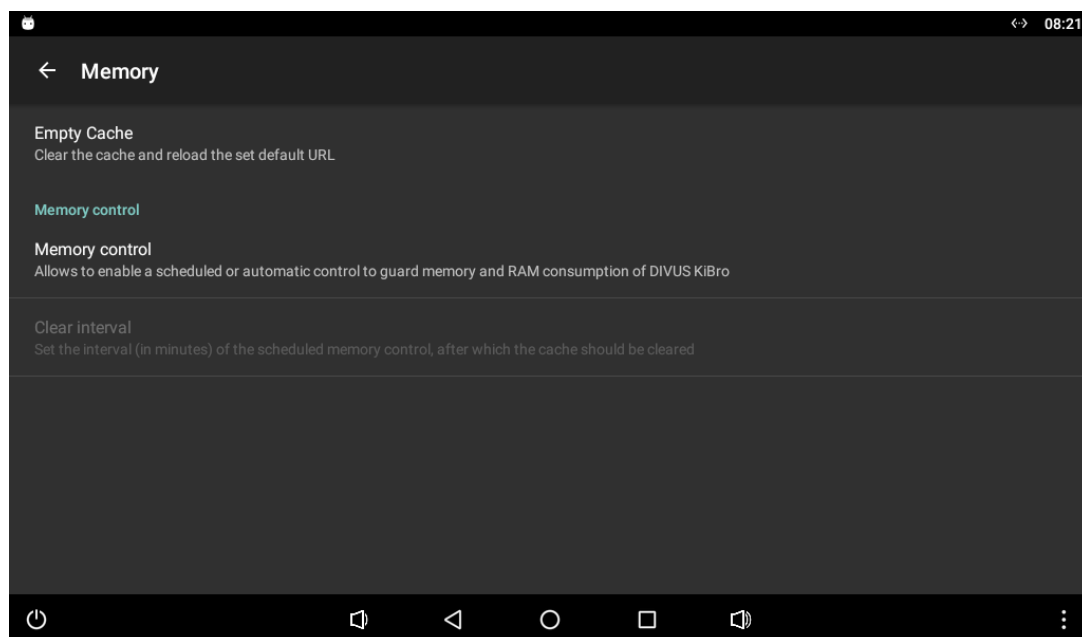 08:21
Memory
Empty Cache
Clear the cache and reload the set default URL
Memory control
Memory control
Allows to enable a scheduled or automatic control to guard memory and RAM consumption of DIVUS KiBro
Clear interval
Set the interval (in minutes) of the scheduled memory control, after which the cache should be cleared